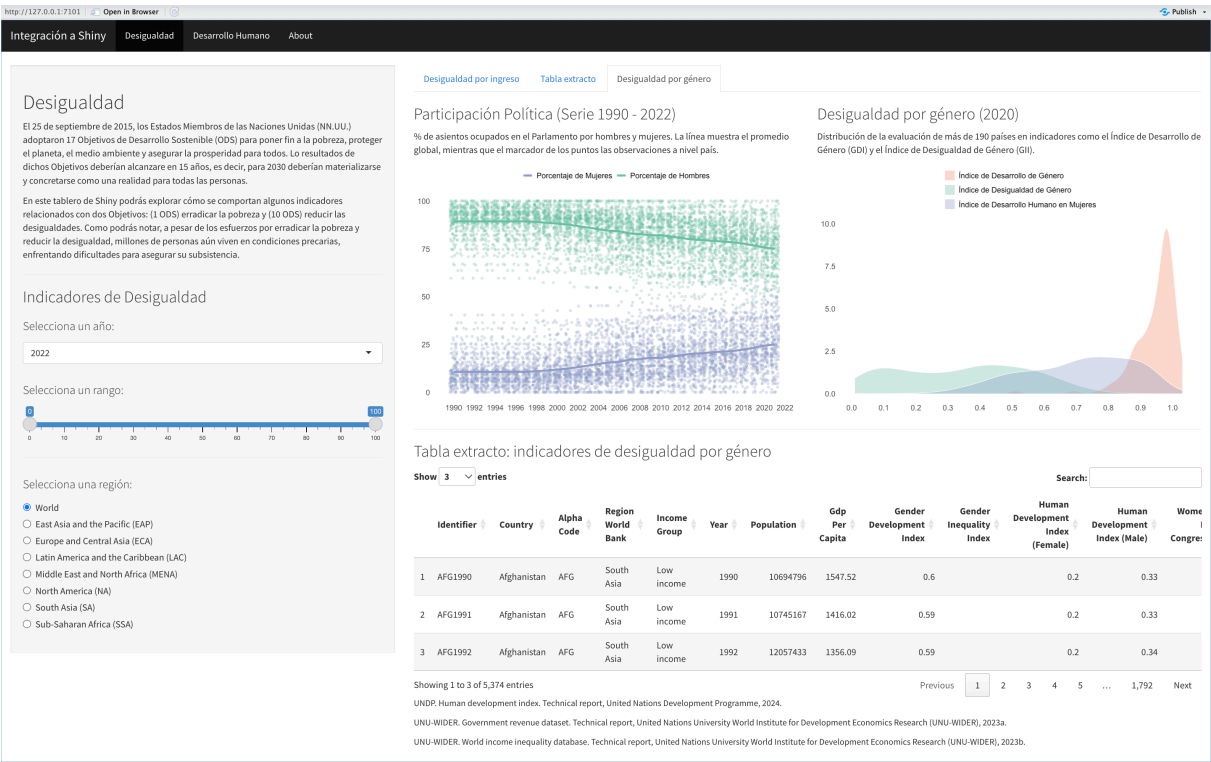 http://127.0.0.1:7101 Open in Browser Publish
Integración a Shiny Desigualdad Desarrollo Humano About
Desigualdad
El 25 de septiembre de 2015, los Estados Miembros de las Naciones Unidas (NN.UU.)
adoptaron 17 Objetivos de Desarrollo Sostenible (ODS) para poner fin a la pobreza, proteger
el planeta, el medio ambiente y asegurar la prosperidad para todos. Lo resultados de
dichos Objetivos deberían alcanzare en 15 años, es decir, para 2030 deberían materializarse
y concretarse como una realidad para todas las personas.
En este tablero de Shiny podrás explorar cómo se comportan algunos indicadores
relacionados con dos Objetivos: (1 ODS) erradicar la pobreza y (10 ODS) reducir las
desigualdades. Como podrás notar, a pesar de los esfuerzos por erradicar la pobreza y
reducir la desigualdad, millones de personas aún viven en condiciones precarias,
enfrentando dificultades para asegurar su subsistencia.
Indicadores de Desigualdad
Selecciona un año:
2022
Selecciona un rango:
0 100
0 10 20 30 40 50 60 70 80 90 100
Selecciona una región:
World
East Asia and the Pacific (EAP)
Europe and Central Asia (ECA)
Latin America and the Caribbean (LAC)
Middle East and North Africa (MENA)
North America (NA)
South Asia (SA)
Sub-Saharan Africa (SSA)
Desigualdad por ingreso Tabla extracto Desigualdad por género
Participación Política (Serie 1990 - 2022)
% de asientos ocupados en el Parlamento por hombres y mujeres. La línea muestra el promedio
global, mientras que el marcador de los puntos las observaciones a nivel país.
Porcentaje de Mujeres Porcentaje de Hombres
100
75
50
25
0
1990 1992 1994 1996 1998 2000 2002 2004 2006 2008 2010 2012 2014 2016 2018 2020 2022
Desigualdad por género (2020)
Distribución de la evaluación de más de 190 países en indicadores como el Índice de Desarrollo de
Género (GDI) y el Índice de Desigualdad de Género (GII).
Índice de Desarrollo de Género
Índice de Desigualdad de Género
Índice de Desarrollo Humano en Mujeres
10.0
7.5
5.0
2.5
0.0
0.0 0.1 0.2 0.3 0.4 0.5 0.6 0.7 0.8 0.9 1.0
Tabla extracto: indicadores de desigualdad por género
Show 3 entries Search:
Identifier Country Alpha Code Region World Bank Income Group Year Population Gdp Per Capita Gender Development Index Gender Inequality Index Human Development Index (Female) Human Development Index (Male)
1 AFG1990 Afghanistan AFG South Asia Low income 1990 10694796 1547.52 0.6 0.2 0.33
2 AFG1991 Afghanistan AFG South Asia Low income 1991 10745167 1416.02 0.59 0.2 0.33
3 AFG1992 Afghanistan AFG South Asia Low income 1992 12057433 1356.09 0.59 0.2 0.34
Showing 1 to 3 of 5,374 entries Previous 1 2 3 4 5 … 1,792 Next
UNDP. Human development index. Technical report, United Nations Development Programme, 2024.
UNU-WIDER. Government revenue dataset. Technical report, United Nations University World Institute for Development Economics Research (UNU-WIDER), 2023a.
UNU-WIDER. World income inequality database. Technical report, United Nations University World Institute for Development Economics Research (UNU-WIDER), 2023b.